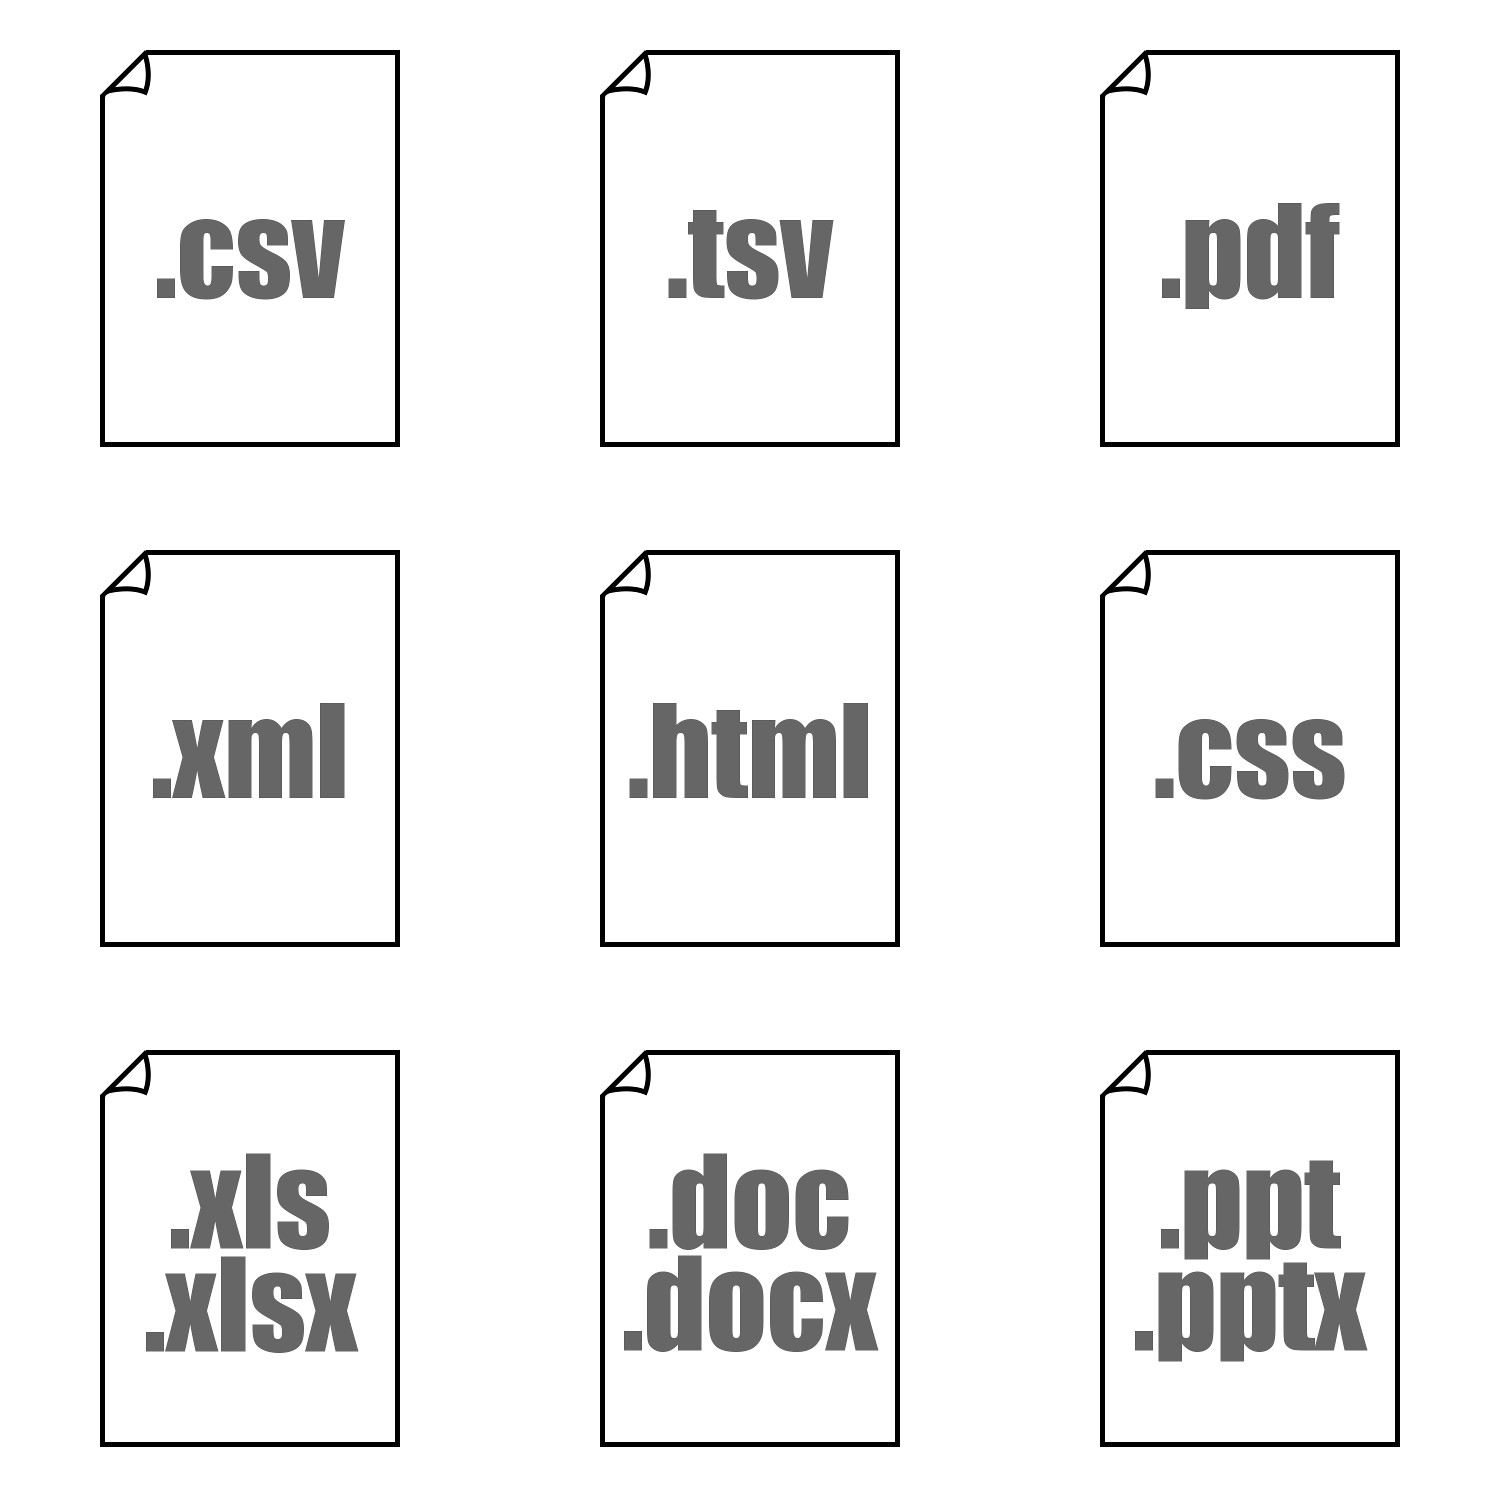 .csv
.tsv
.pdf
.xml
.html
.css
.xls
.xlsx
.doc
.docx
.ppt
.pptx